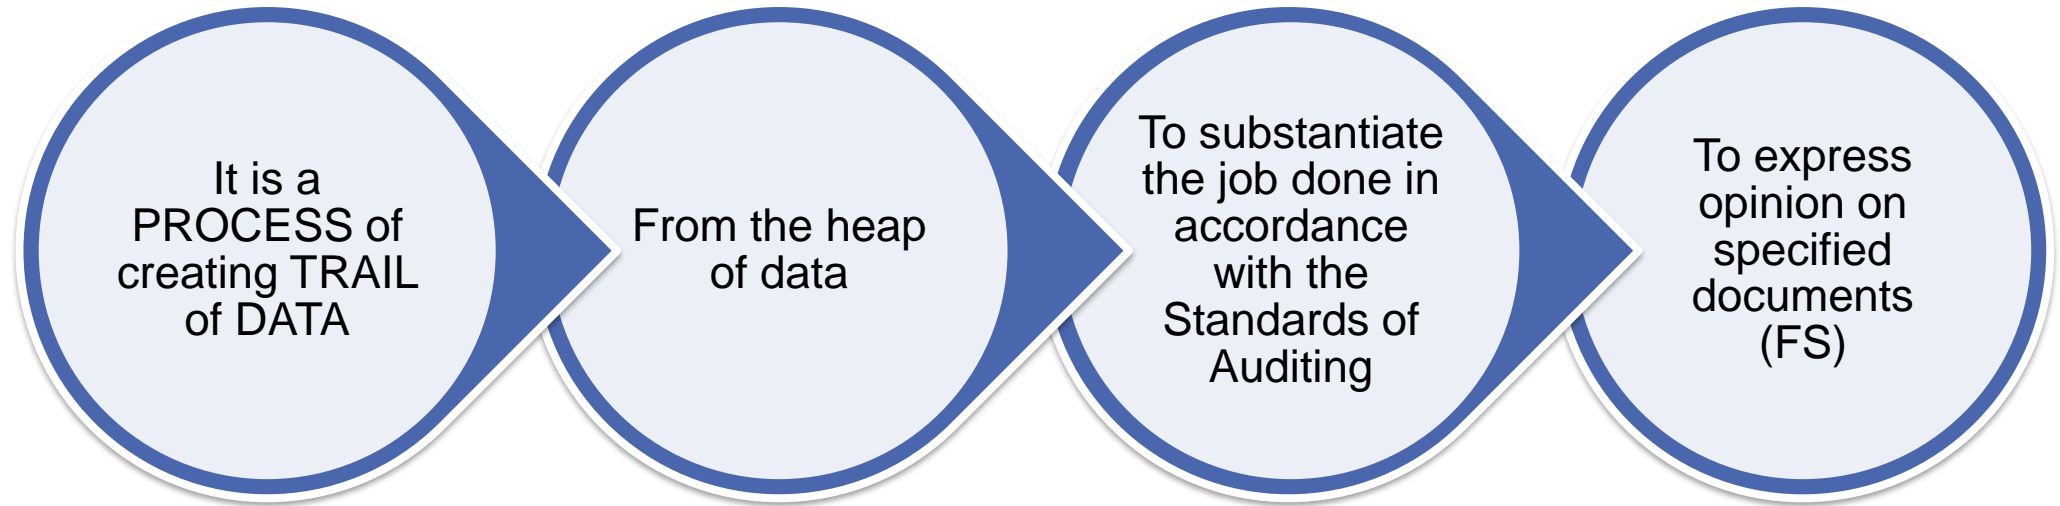 It is a
PROCESS of
creating TRAIL
of DATA
From the heap
of data
To substantiate
the job done in
accordance
with the
Standards of
Auditing
To express
opinion on
specified
documents
(FS)